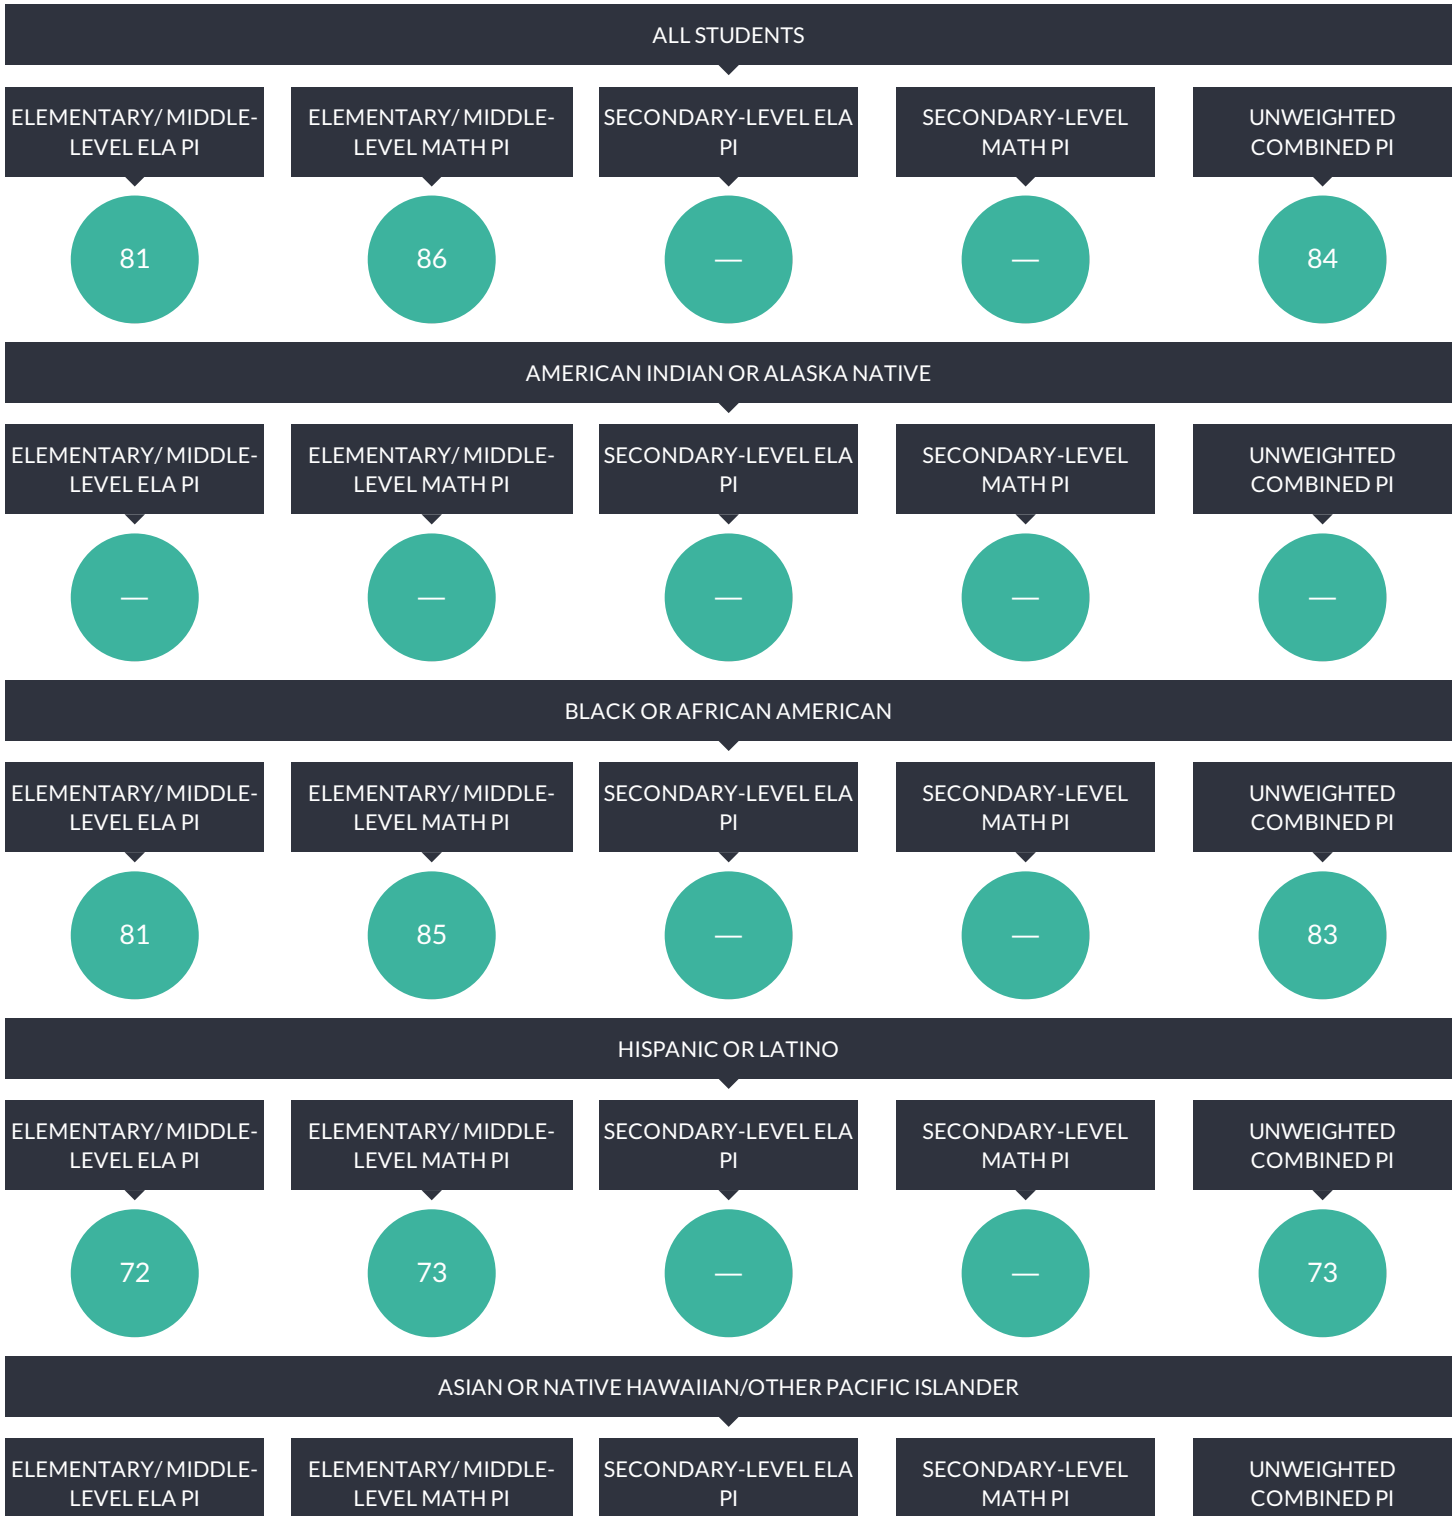 ALL STUDENTS
ELEMENTARY/ MIDDLE-
LEVEL ELA PI
ELEMENTARY/ MIDDLE-
LEVEL MATH PI
SECONDARY-LEVEL ELA
PI
SECONDARY-LEVEL
MATH PI
UNWEIGHTED
COMBINED PI
81
86
—
—
84
AMERICAN INDIAN OR ALASKA NATIVE
ELEMENTARY/ MIDDLE-
LEVEL ELA PI
ELEMENTARY/ MIDDLE-
LEVEL MATH PI
SECONDARY-LEVEL ELA
PI
SECONDARY-LEVEL
MATH PI
UNWEIGHTED
COMBINED PI
—
—
—
—
—
BLACK OR AFRICAN AMERICAN
ELEMENTARY/ MIDDLE-
LEVEL ELA PI
ELEMENTARY/ MIDDLE-
LEVEL MATH PI
SECONDARY-LEVEL ELA
PI
SECONDARY-LEVEL
MATH PI
UNWEIGHTED
COMBINED PI
81
85
—
—
83
HISPANIC OR LATINO
ELEMENTARY/ MIDDLE-
LEVEL ELA PI
ELEMENTARY/ MIDDLE-
LEVEL MATH PI
SECONDARY-LEVEL ELA
PI
SECONDARY-LEVEL
MATH PI
UNWEIGHTED
COMBINED PI
72
73
—
—
73
ASIAN OR NATIVE HAWAIIAN/OTHER PACIFIC ISLANDER
ELEMENTARY/ MIDDLE-
LEVEL ELA PI
ELEMENTARY/ MIDDLE-
LEVEL MATH PI
SECONDARY-LEVEL ELA
PI
SECONDARY-LEVEL
MATH PI
UNWEIGHTED
COMBINED PI